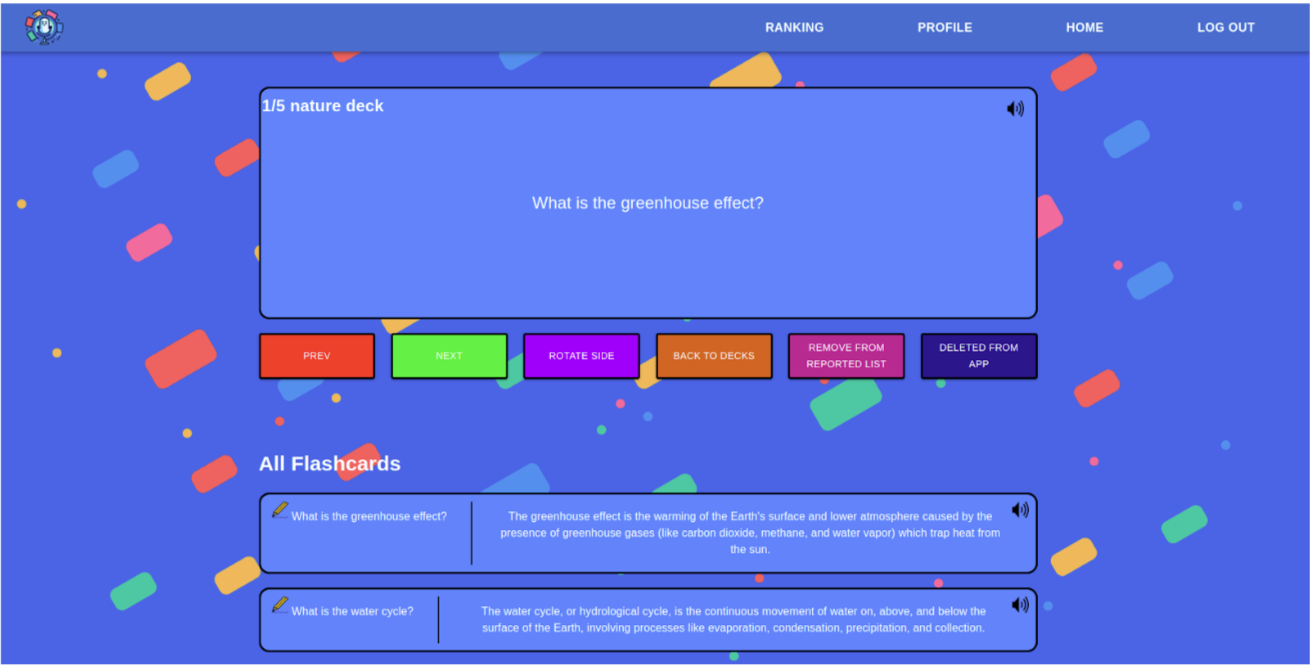 RANKING PROFILE HOME LOG OUT
1/5 nature deck
What is the greenhouse effect?
PREV
NEXT
ROTATE SIDE
BACK TO DECKS
REMOVE FROM
REPORTED LIST
DELETED FROM
APP
All Flashcards
What is the greenhouse effect?
The greenhouse effect is the warming of the Earth's surface and lower atmosphere caused by the
presence of greenhouse gases (like carbon dioxide, methane, and water vapor) which trap heat from
the sun.
What is the water cycle?
The water cycle, or hydrological cycle, is the continuous movement of water on, above, and below the
surface of the Earth, involving processes like evaporation, condensation, precipitation, and collection.